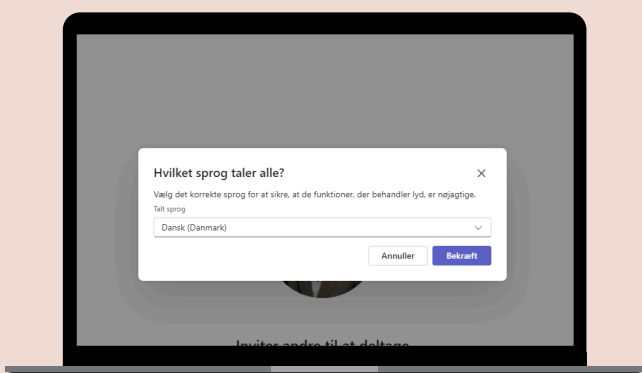 Hvilket sprog taler alle?
Vælg det korrekte sprog for at sikre, at de funktioner, der behandler lyd, er nøjagtige.
Talt sprog
Dansk (Danmark)
Annuller
Bekræft
Inviter andre til at deltage